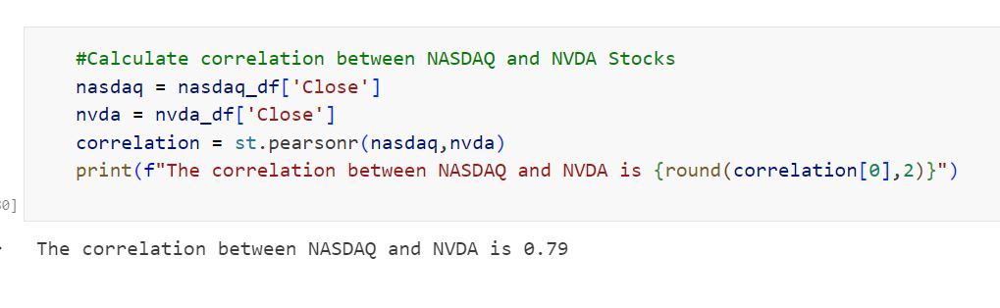 #Calculate correlation between NASDAQ and NVDA Stocks
nasdaq = nasdaq_df['Close']
nvda = nvda_df['Close']
correlation = st.pearsonr(nasdaq,nvda)
print(f"The correlation between NASDAQ and NVDA is {round(correlation[0],2)}")
0]
The correlation between NASDAQ and NVDA is 0.79